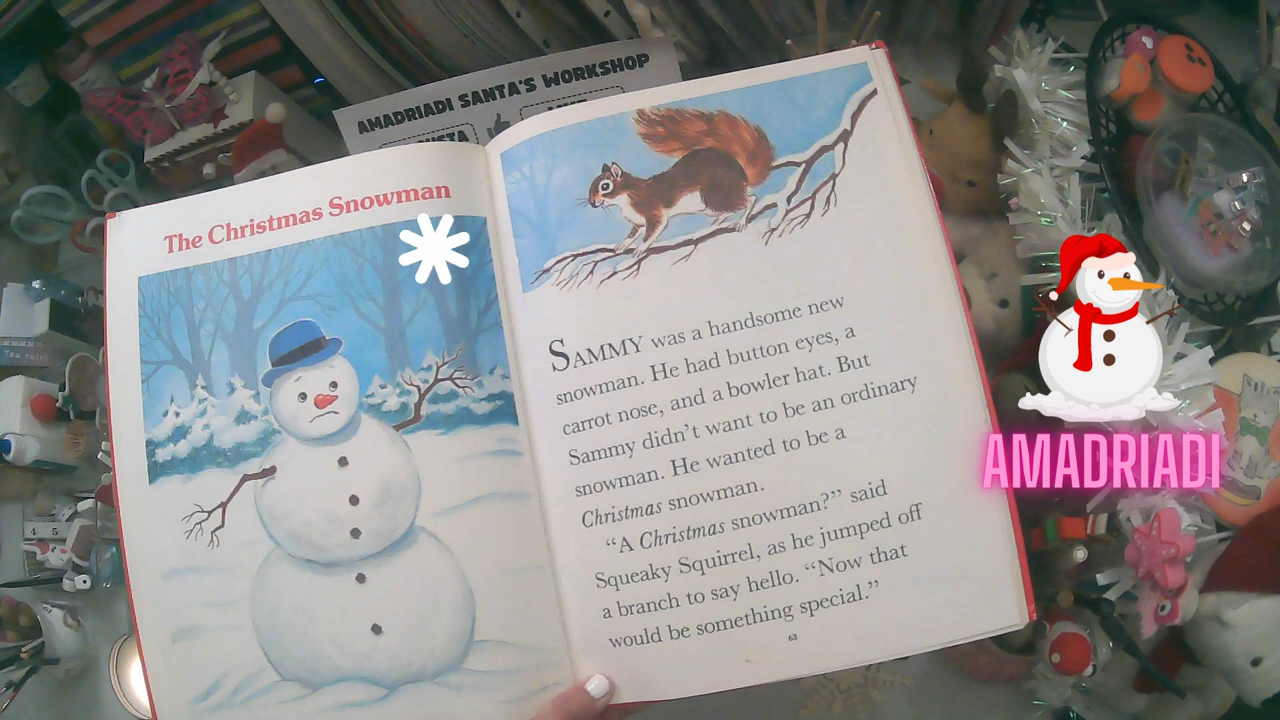 AMADRIADI SANTA'S WORKSHOP
The Christmas Snowman
SAMMY was a handsome new
snowman. He had button eyes, a
carrot nose, and a bowler hat. But
Sammy didn't want to be an ordinary
snowman. He wanted to be a
Christmas snowman.
“A Christmas snowman?” said
Squeaky Squirrel, as he jumped off
a branch to say hello. “Now that
would be something special.”
63
AMADRIADI